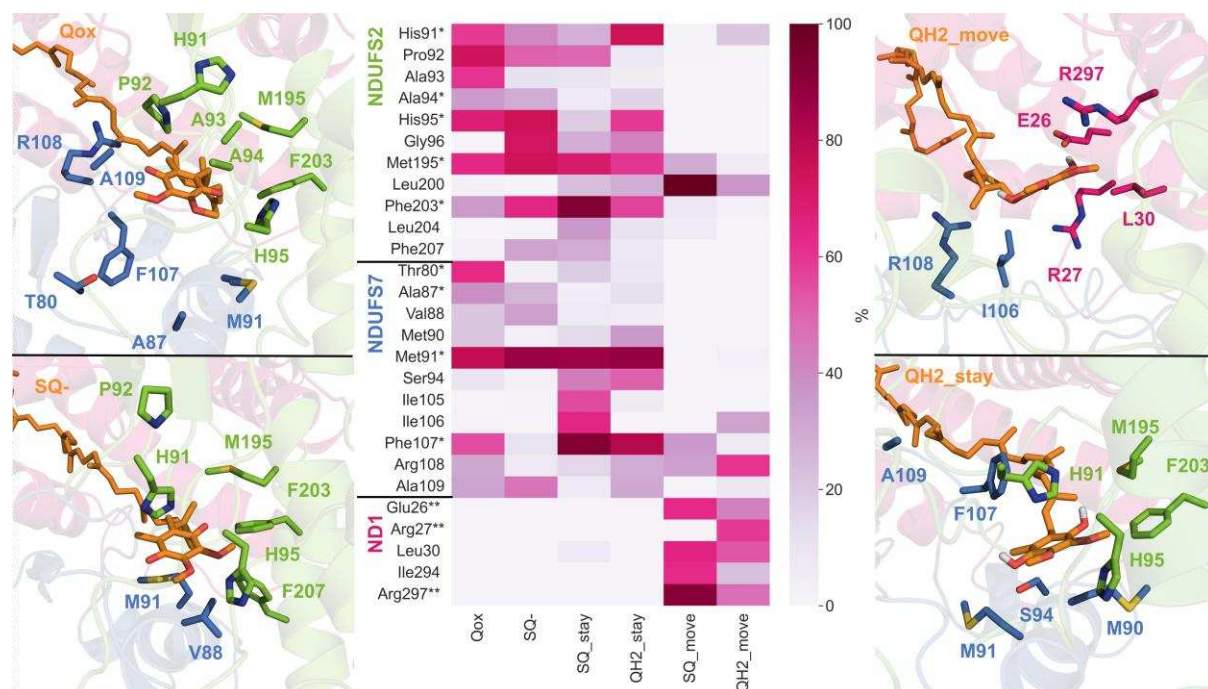 Qox
H91
P92
M195
A93
R108
A94
F203
A109
H95
F107
T80
M91
A87
SQ-
P92
M195
H91
F203
H95
M91
F207
V88
NDUFS2
His91*
Pro92
Ala93
Ala94*
His95*
Gly96
Met195*
Leu200
Phe203*
Leu204
Phe207
NDUFS7
Thr80*
Ala87*
Val88
Met90
Met91*
Ser94
Ile105
Ile106
Phe107*
Arg108
Ala109
ND1
Glu26**
Arg27**
Leu30
Ile294
Arg297**
Qox
SQ-
SQ_stay
QH2_stay
SQ_move
QH2_move
100
80
60
40
20
0
%
QH2_move
R297
E26
L30
R108
R27
I106
QH2_stay
M195
A109
H91
F203
F107
H95
S94
M90
M91